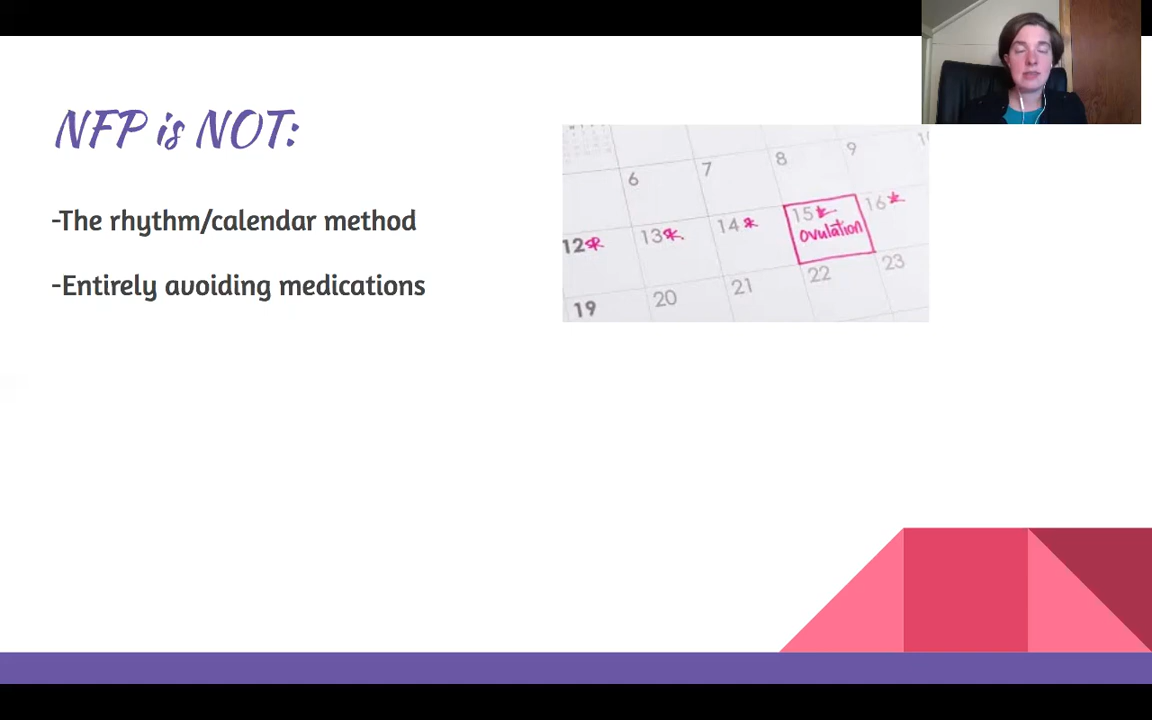 NFP is NOT:
-The rhythm/calendar method
-Entirely avoiding medications
6 7 8 9
12* 13* 14* 15* 16*
ovulation
19 20 21 22 23